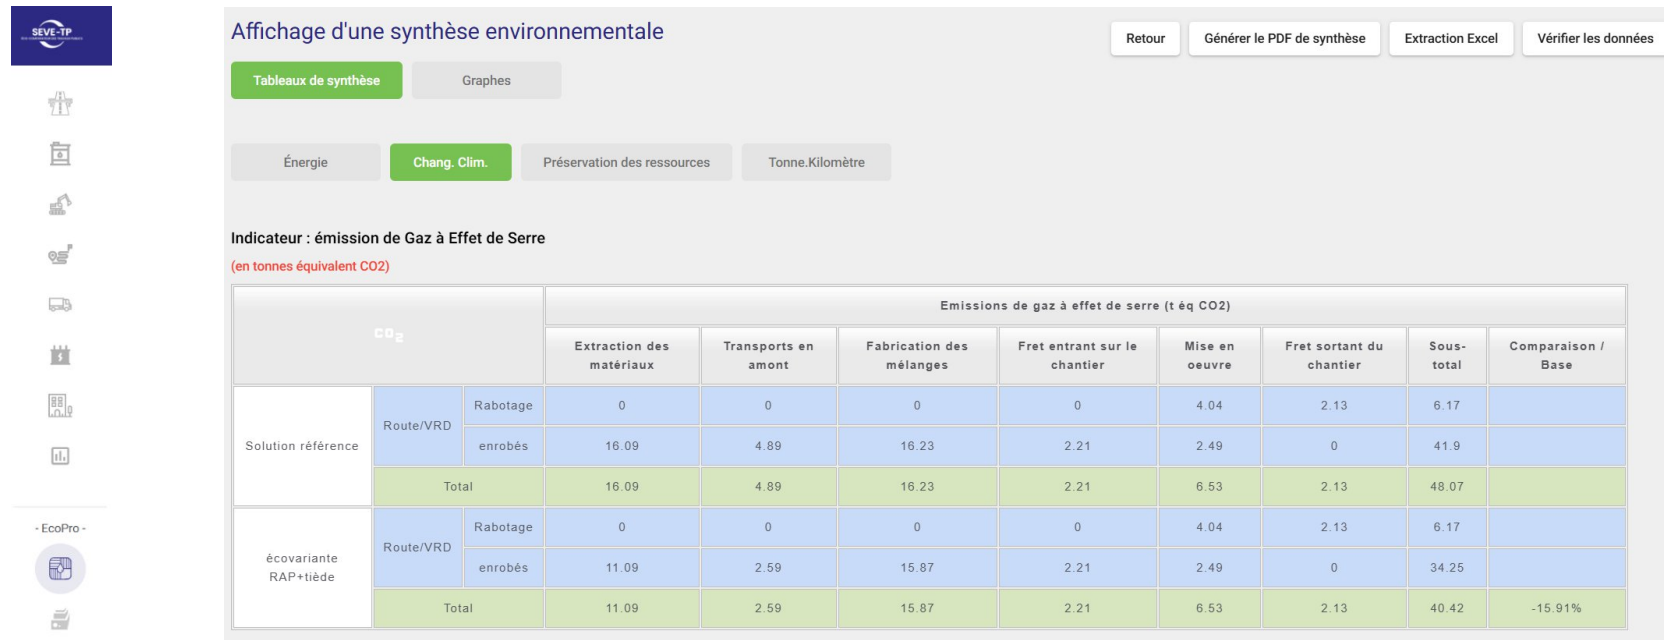 SEVE-TP
Affichage d'une synthèse environnementale
Retour
Générer le PDF de synthèse
Extraction Excel
Vérifier les données
Tableaux de synthèse
Graphes
Énergie
Chang. Clim.
Préservation des ressources
Tonne.Kilomètre
Indicateur : émission de Gaz à Effet de Serre
(en tonnes équivalent CO2)
CO2
Emissions de gaz à effet de serre (t éq CO2)
Extraction des
matériaux
Transports en
amont
Fabrication des
mélanges
Fret entrant sur le
chantier
Mise en
oeuvre
Fret sortant du
chantier
Sous-
total
Comparaison /
Base
Solution référence
Route/VRD
Rabotage 0 0 0 0 4.04 2.13 6.17
enrobés 16.09 4.89 16.23 2.21 2.49 0 41.9
Total 16.09 4.89 16.23 2.21 6.53 2.13 48.07
écovariante
RAP+tiède
Route/VRD
Rabotage 0 0 0 0 4.04 2.13 6.17
enrobés 11.09 2.59 15.87 2.21 2.49 0 34.25
Total 11.09 2.59 15.87 2.21 6.53 2.13 40.42 -15.91%
- EcoPro -